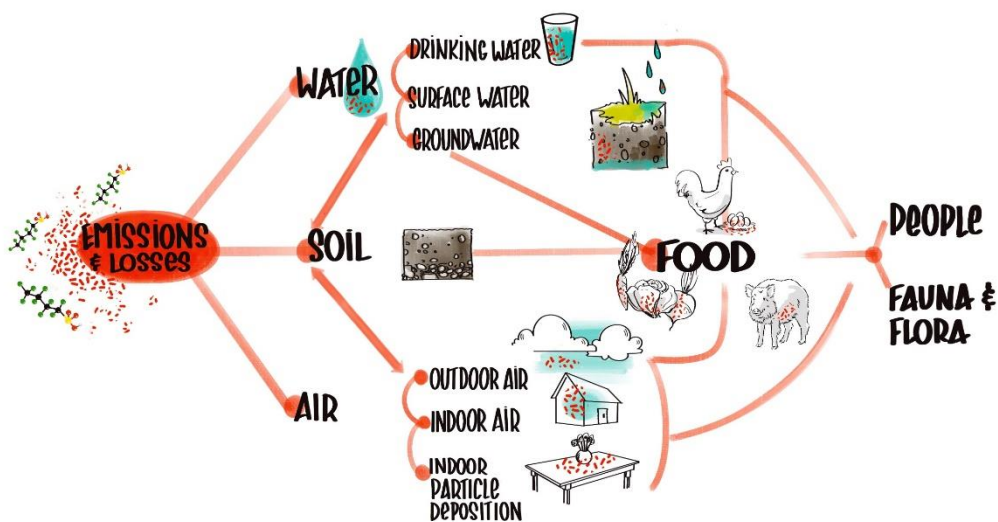 EMISSIONS
& LOSSES
WATER
SOIL
AIR
DRINKING WATER
SURFACE WATER
GROUNDWATER
OUTDOOR AIR
INDOOR AIR
INDOOR
PARTICLE
DEPOSITION
FOOD
PEOPLE
FAUNA &
FLORA